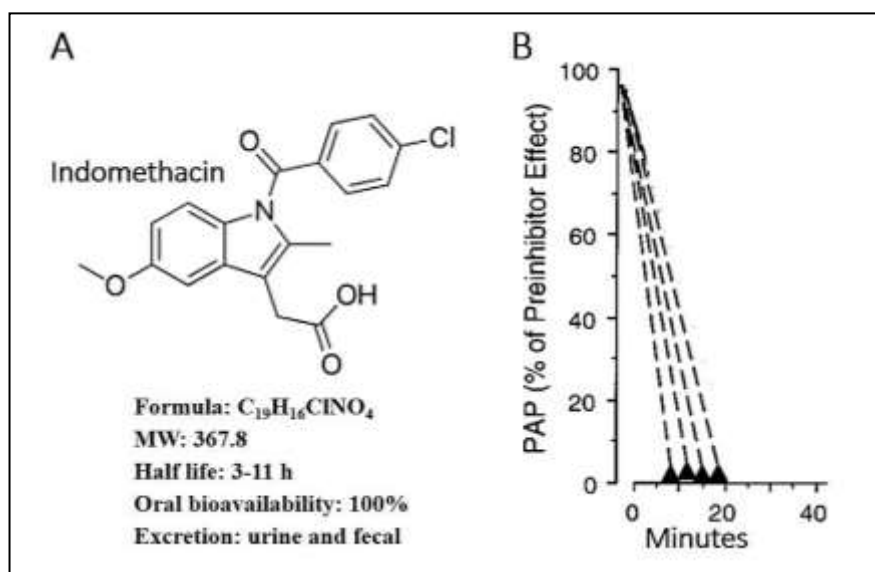 A
Indomethacin
O
Cl
N
O
OH
O
Formula: C₁₉H₁₆ClNO₄
MW: 367.8
Half life: 3-11 h
Oral bioavailability: 100%
Excretion: urine and fecal
B
PAP (% of Preinhibitor Effect)
100
80
60
40
20
0
0 20 40
Minutes